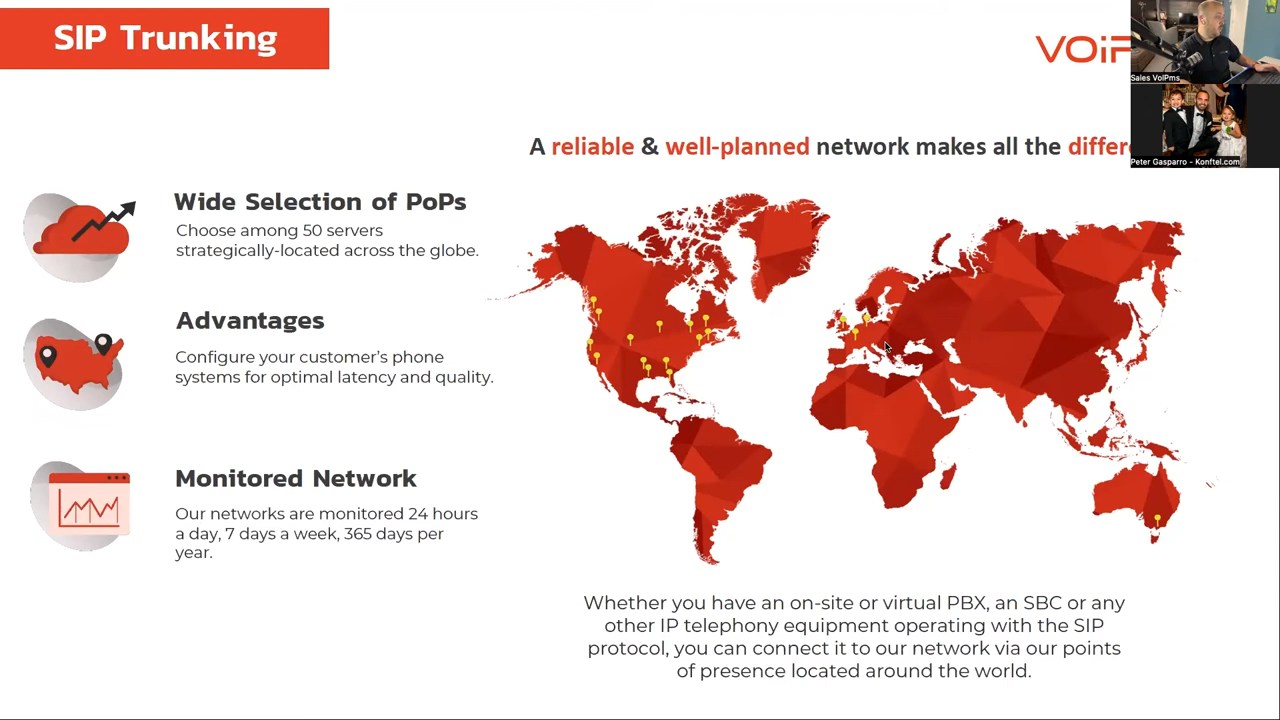 SIP Trunking
VOiP
Sales VoIPms
Peter Gasparro - Konftel.com
A reliable & well-planned network makes all the
Wide Selection of PoPs
Choose among 50 servers
strategically-located across the globe.
Advantages
Configure your customer's phone
systems for optimal latency and quality.
Monitored Network
Our networks are monitored 24 hours
a day, 7 days a week, 365 days per
year.
Whether you have an on-site or virtual PBX, an SBC or any
other IP telephony equipment operating with the SIP
protocol, you can connect it to our network via our points
of presence located around the world.